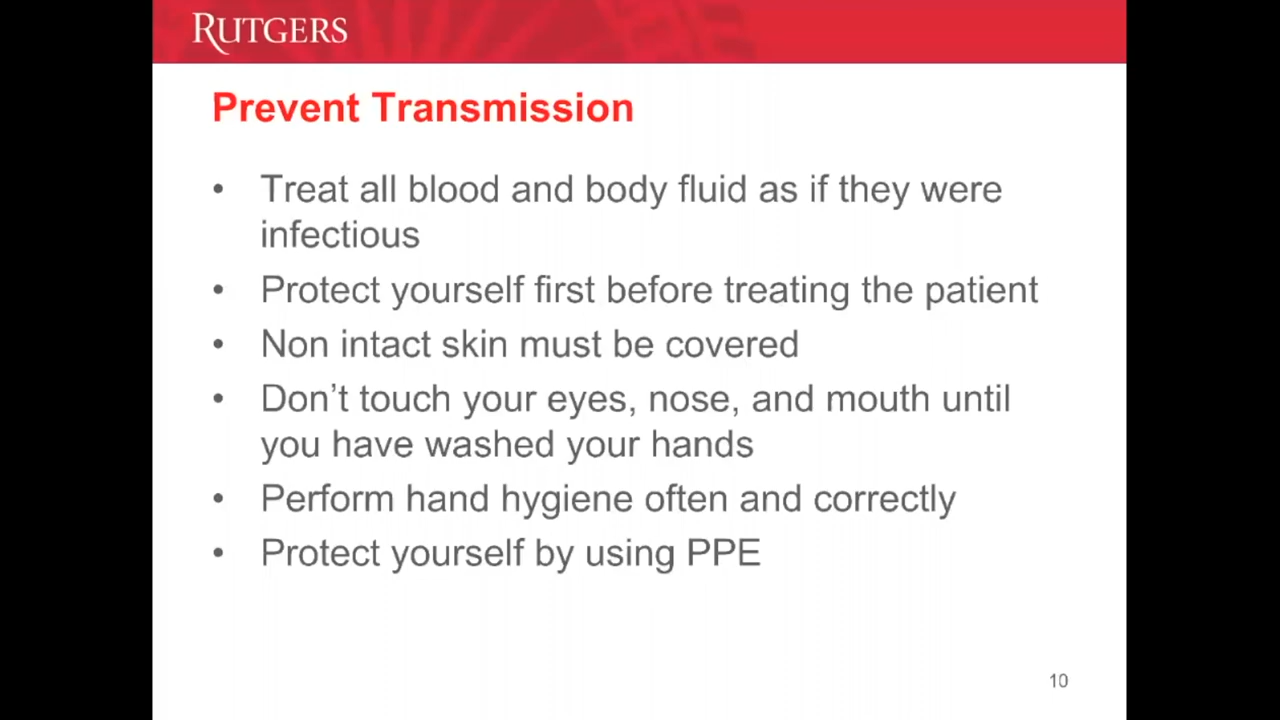 RUTGERS
Prevent Transmission
• Treat all blood and body fluid as if they were
infectious
• Protect yourself first before treating the patient
• Non intact skin must be covered
• Don't touch your eyes, nose, and mouth until
you have washed your hands
• Perform hand hygiene often and correctly
• Protect yourself by using PPE
10